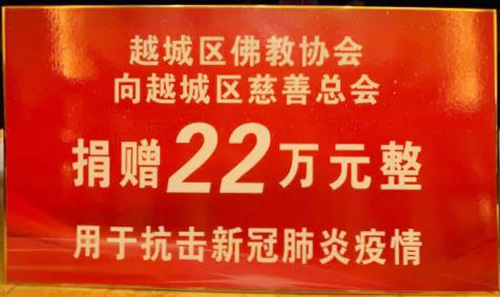 越城区佛教协会
向越城区慈善总会
捐赠22万元整
用于抗击新冠肺炎疫情